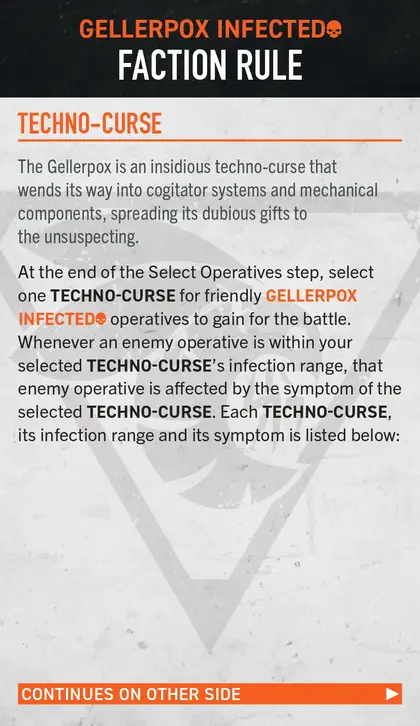 GELLERPOX INFECTED
FACTION RULE
TECHNO-CURSE
The Gellerpox is an insidious techno-curse that
wends its way into cogitator systems and mechanical
components, spreading its dubious gifts to
the unsuspecting.
At the end of the Select Operatives step, select
one TECHNO-CURSE for friendly GELLERPOX
INFECTED operatives to gain for the battle.
Whenever an enemy operative is within your
selected TECHNO-CURSE’s infection range, that
enemy operative is affected by the symptom of the
selected TECHNO-CURSE. Each TECHNO-CURSE,
its infection range and its symptom is listed below:
CONTINUES ON OTHER SIDE